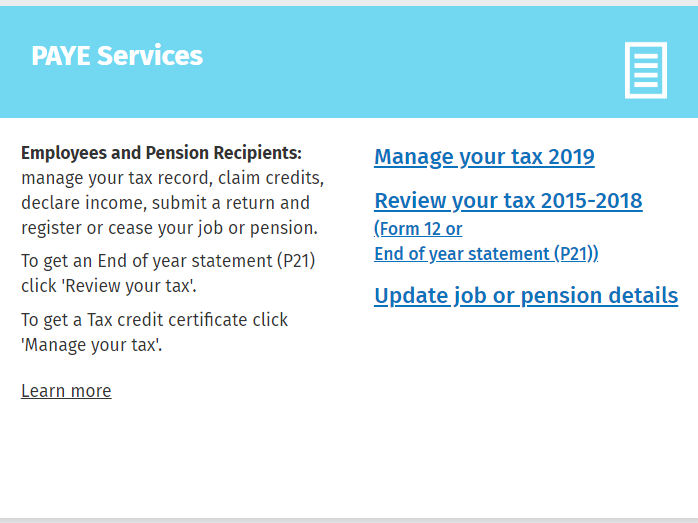 PAYE Services
Employees and Pension Recipients:
manage your tax record, claim credits,
declare income, submit a return and
register or cease your job or pension.
To get an End of year statement (P21)
click 'Review your tax'.
To get a Tax credit certificate click
'Manage your tax'.
Learn more
Manage your tax 2019
Review your tax 2015-2018
(Form 12 or
End of year statement (P21))
Update job or pension details